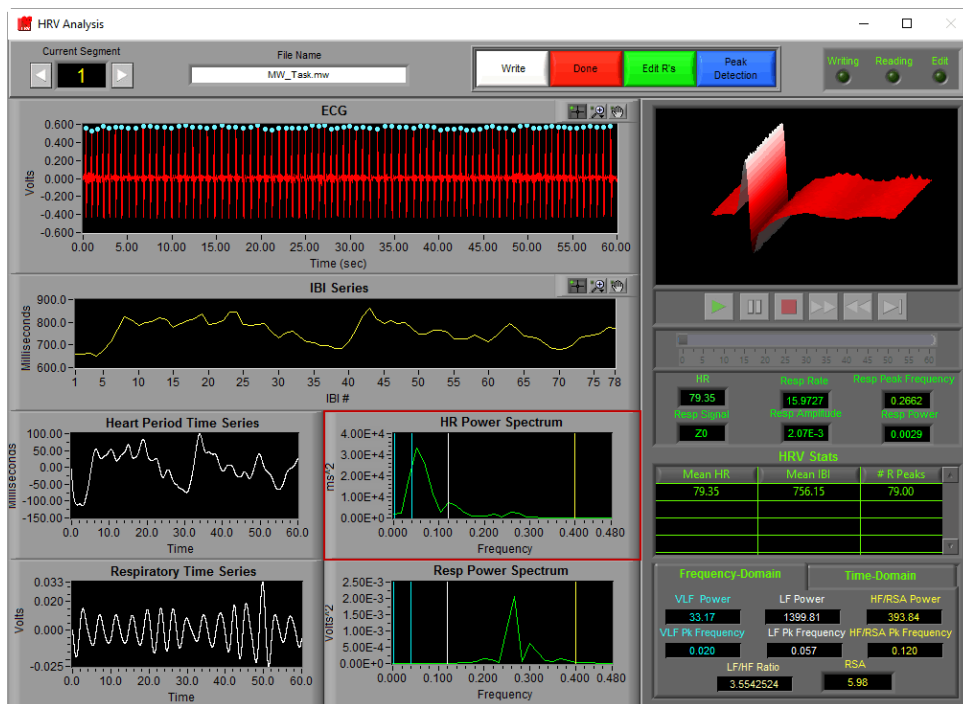 HRV Analysis
Current Segment
1
File Name
MW_Task.mw
Write
Done
Edit R's
Peak Detection
Writing
Reading
Edit
ECG
Volts
0.600
0.400
0.200
0.000
-0.200
-0.400
-0.600
0.00 5.00 10.00 15.00 20.00 25.00 30.00 35.00 40.00 45.00 50.00 55.00 60.00
Time (sec)
IBI Series
Milliseconds
900.0
800.0
700.0
600.0
1 5 10 15 20 25 30 35 40 45 50 55 60 65 70 75 78
IBI #
Heart Period Time Series
Milliseconds
100.00
50.00
0.00
-50.00
-100.00
-150.00
0.0 10.0 20.0 30.0 40.0 50.0 60.0
Time
HR Power Spectrum
ms^2
4.00E+4
3.00E+4
2.00E+4
1.00E+4
0.00E+0
0.000 0.100 0.200 0.300 0.400 0.480
Frequency
Respiratory Time Series
Volts
0.033
0.020
0.000
-0.025
0.0 10.0 20.0 30.0 40.0 50.0 60.0
Time
Resp Power Spectrum
Volts^2
2.50E-3
2.00E-3
1.50E-3
1.00E-3
5.00E-4
0.00E+0
0.000 0.100 0.200 0.300 0.400 0.480
Frequency
0 5 10 15 20 25 30 35 40 45 50 55 60
HR Resp Rate Resp Peak Frequency
79.35 15.9727 0.2662
Resp Signal Resp Amplitude Resp Power
Z0 2.07E-3 0.0029
HRV Stats
Mean HR Mean IBI # R Peaks
79.35 756.15 79.00
Frequency-Domain Time-Domain
VLF Power LF Power HF/RSA Power
33.17 1399.81 393.84
VLF Pk Frequency LF Pk Frequency HF/RSA Pk Frequency
0.020 0.057 0.120
LF/HF Ratio RSA
3.5542524 5.98